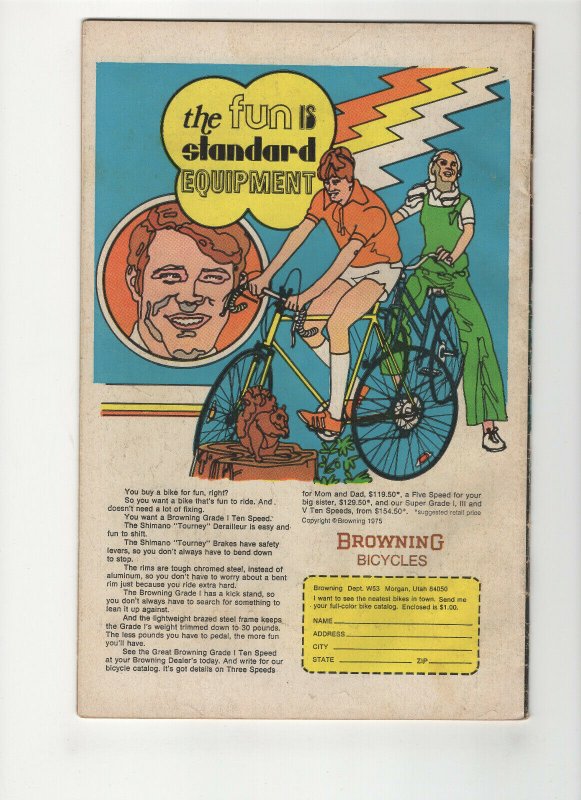 the fun IS
standard
EQUIPMENT
You buy a bike for fun, right?
So you want a bike that's fun to ride. And
doesn't need a lot of fixing.
You want a Browning Grade I Ten Speed.
The Shimano "Tourney" Derailleur is easy and
fun to shift.
The Shimano "Tourney" Brakes have safety
levers, so you don't always have to bend down
to stop.
The rims are tough chromed steel, instead of
aluminum, so you don't have to worry about a bent
rim just because you ride extra hard.
The Browning Grade I has a kick stand, so
you don't always have to search for something to
lean it up against.
And the lightweight brazed steel frame keeps
the Grade I's weight trimmed down to 30 pounds.
The less pounds you have to pedal, the more fun
you'll have.
See the Great Browning Grade I Ten Speed
at your Browning Dealer's today. And write for our
bicycle catalog. It's got details on Three Speeds
for Mom and Dad, $119.50*, a Five Speed for your
big sister, $129.50*, and our Super Grade I, III and
V Ten Speeds, from $154.50*. *suggested retail price
Copyright © Browning 1975
BROWNING
BICYCLES
Browning Dept. W53 Morgan, Utah 84050
I want to see the neatest bikes in town. Send me
your full-color bike catalog. Enclosed is $1.00.
NAME
ADDRESS
CITY
STATE ZIP